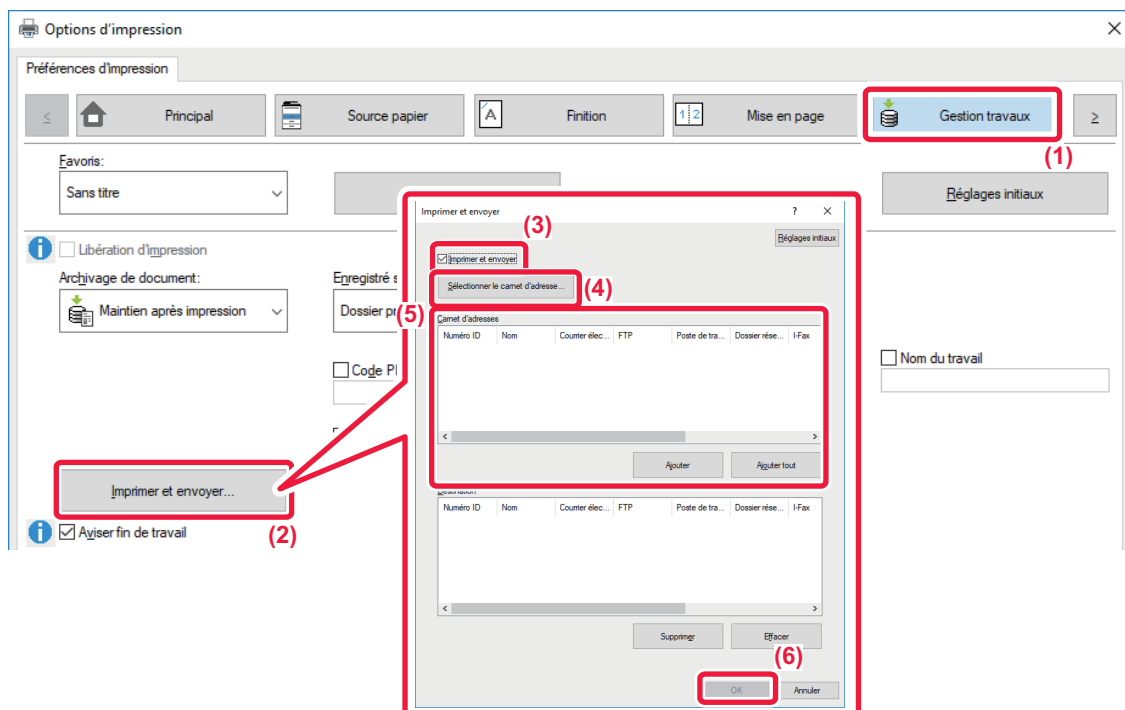 Options d'impression
Préférences d'impression
<
Principal
Source papier
A
Finition
1 2
Mise en page
Gestion travaux
>
(1)
Favoris:
Sans titre
Réglages initiaux
Libération d'impression
Archivage de document:
Maintien après impression
Enregistré s
Dossier pr
Code PI
Nom du travail
Imprimer et envoyer...
(2)
Aviser fin de travail
Imprimer et envoyer
?
(3)
Réglages initiaux
Imprimer et envoyer
Sélectionner le carnet d'adresse...
(4)
(5)
Carnet d'adresses
Numéro ID Nom Courrier élec... FTP Poste de tra... Dossier rése... I-Fax
< >
Ajouter
Ajouter tout
Destination
Numéro ID Nom Courrier élec... FTP Poste de tra... Dossier rése... I-Fax
< >
Supprimer
Effacer
(6)
OK
Annuler